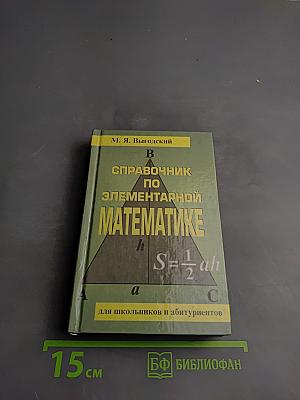 М. Я. Выгодский
B
СПРАВОЧНИК
ПО
ЭЛЕМЕНТАРНОЙ
МАТЕМАТИКЕ
h
S=1/2 ah
A a C
для школьников и абитуриентов
15 см
БФ БИБЛИОФАН